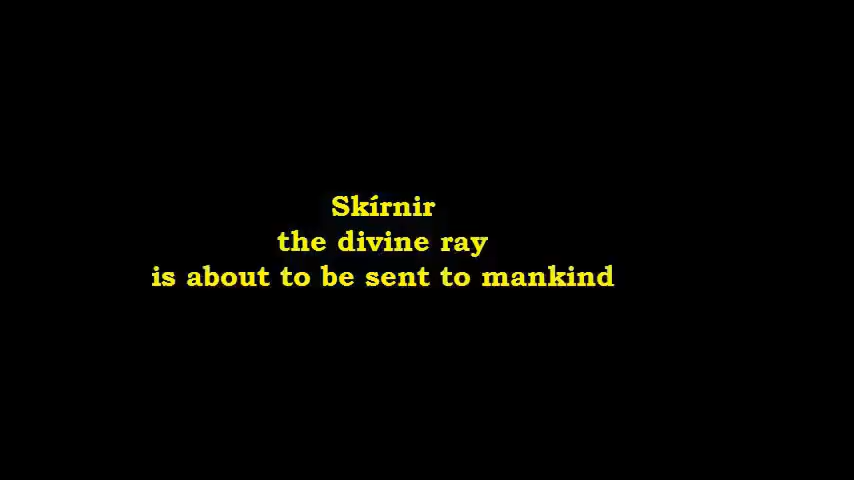 Skírnir
the divine ray
is about to be sent to mankind